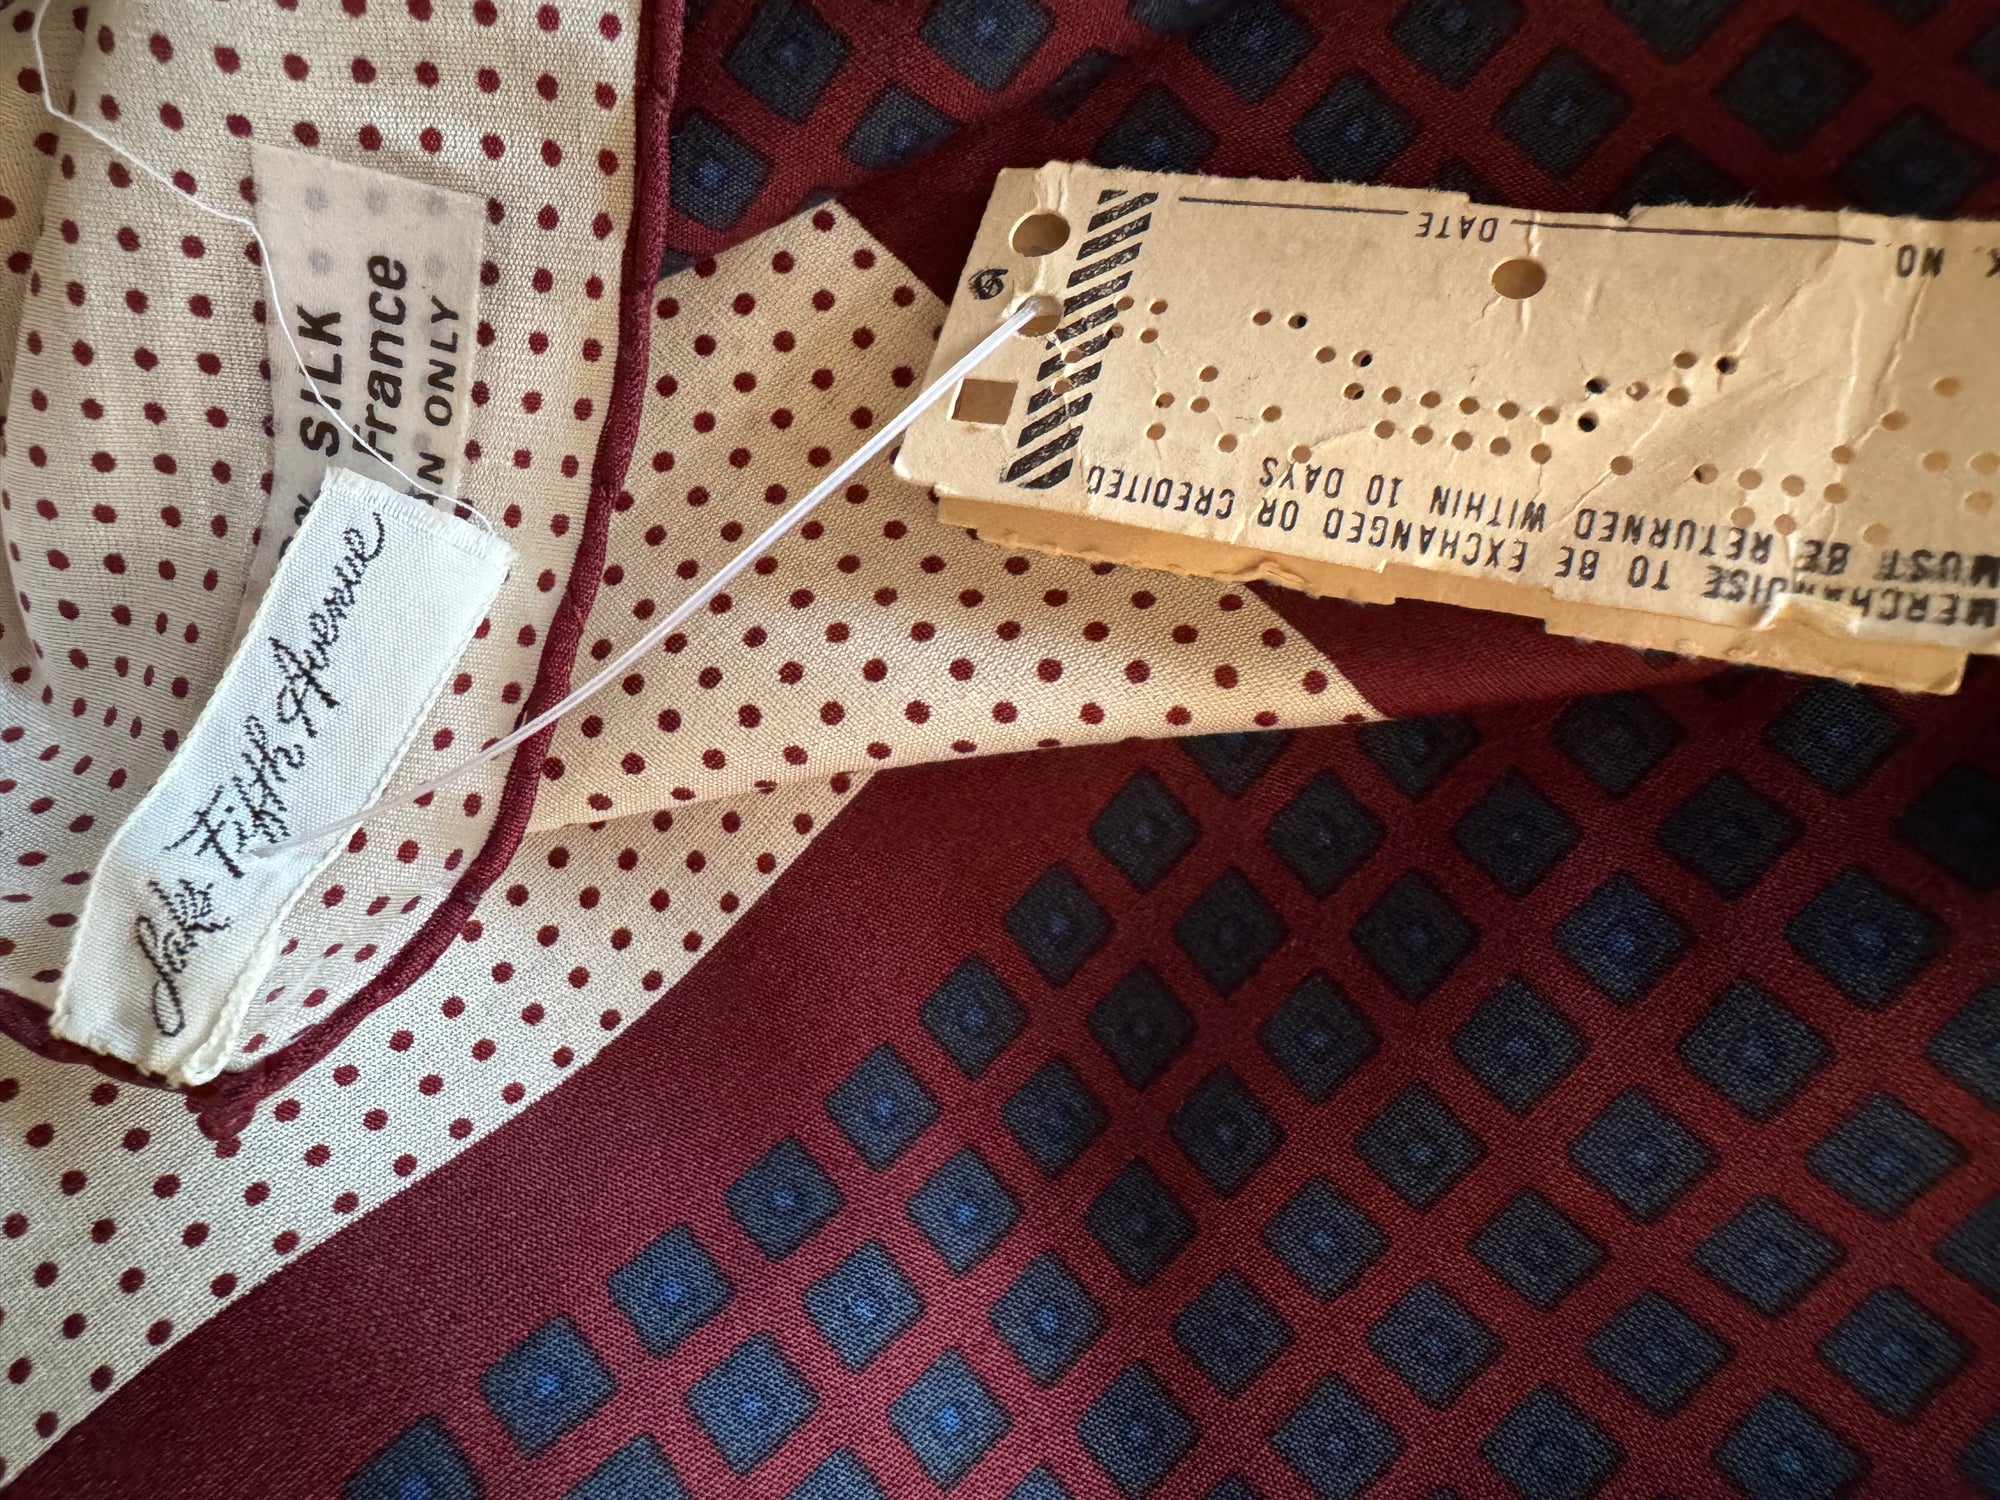 SILK
France
ONLY
Saks Fifth Avenue
DATE
NO
MERCHANDISE TO BE EXCHANGED OR CREDITED
MUST BE RETURNED WITHIN 10 DAYS